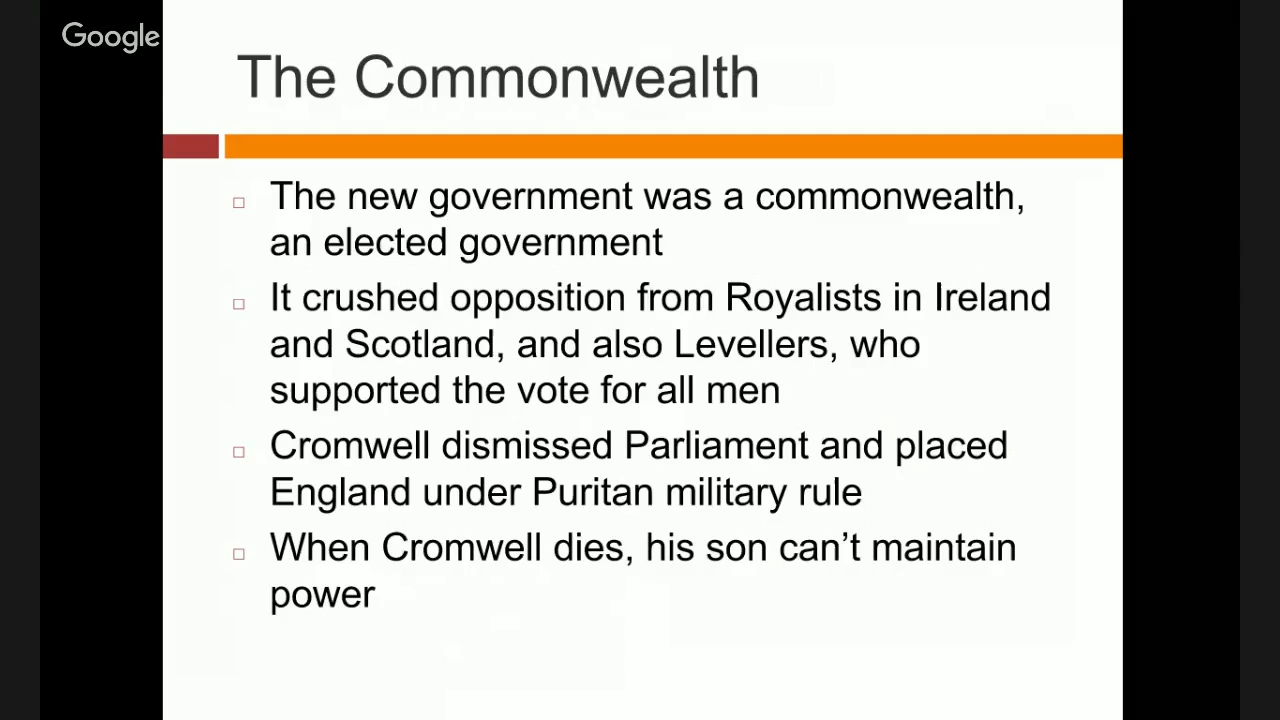 Google
The Commonwealth
The new government was a commonwealth,
an elected government
It crushed opposition from Royalists in Ireland
and Scotland, and also Levellers, who
supported the vote for all men
Cromwell dismissed Parliament and placed
England under Puritan military rule
When Cromwell dies, his son can’t maintain
power